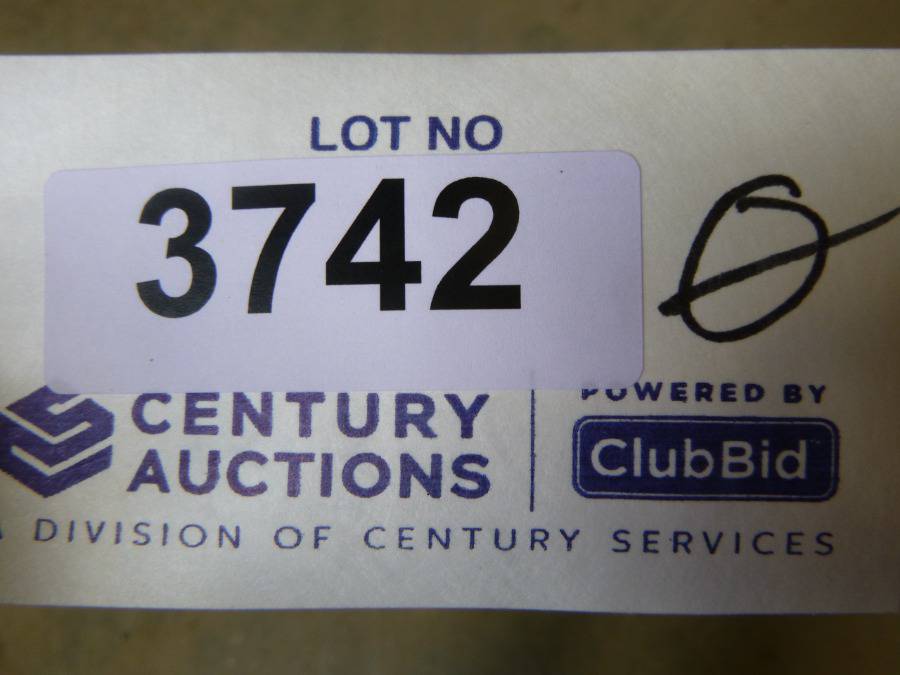 LOT NO
3742 Ø
CENTURY
AUCTIONS
POWERED BY
ClubBid
A DIVISION OF CENTURY SERVICES